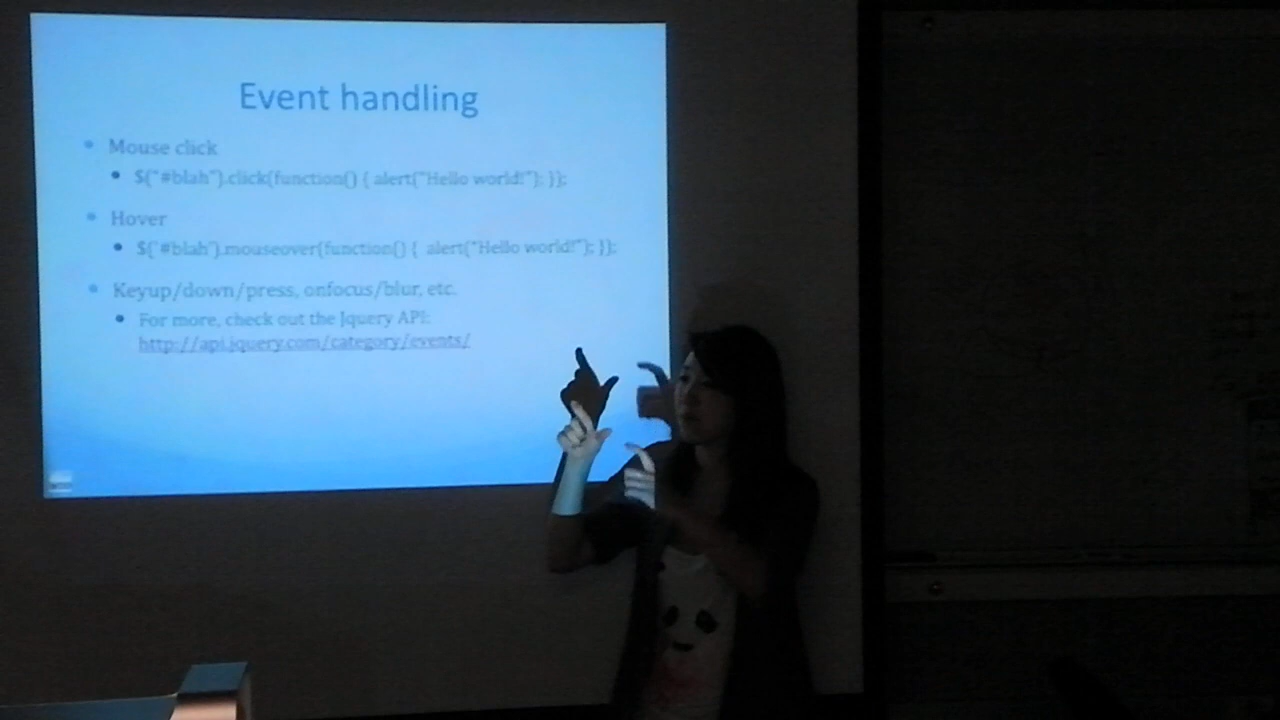 Event handling
Mouse click
$("#blah").click(function() { alert("Hello world!"); });
Hover
$("#blah").mouseover(function() { alert("Hello world!"); });
Keyup/down/press, onfocus/blur, etc.
For more, check out the Jquery API:
http://api.jquery.com/category/events/